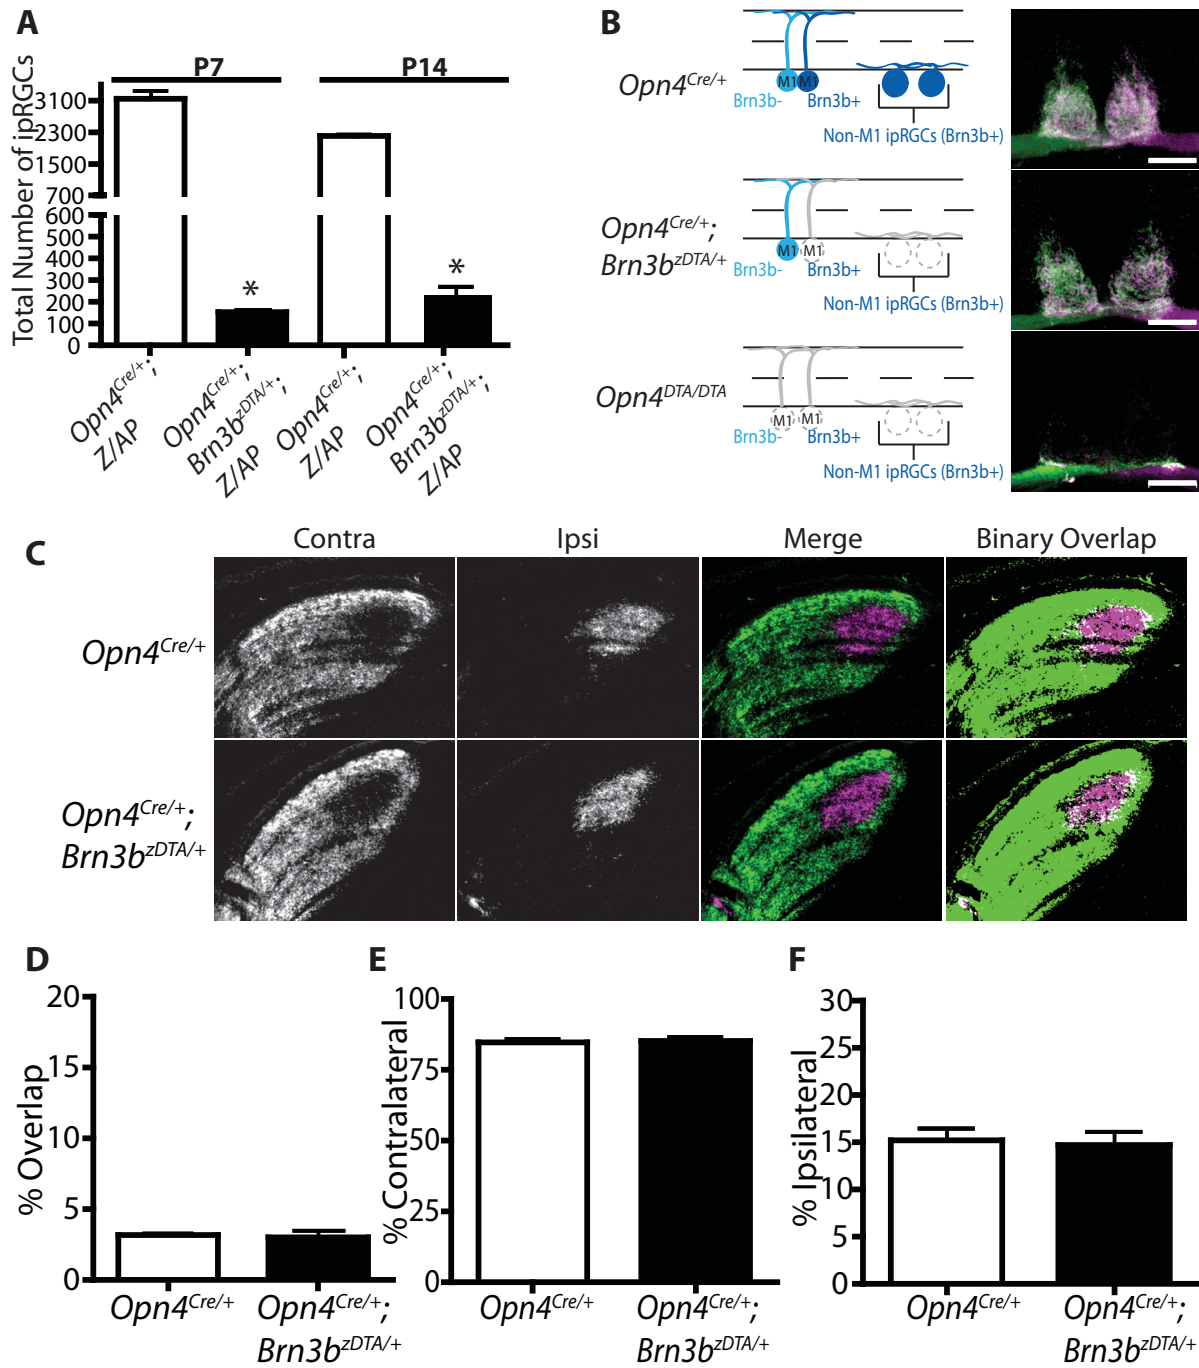 A
P7
P14
Total Number of ipRGCs
3100
2300
1500
700
600
500
400
300
200
100
0
*
*
Opn4Cre/+;
Z/AP
Opn4Cre/+;
Brn3bzDTA/+;
Z/AP
Opn4Cre/+;
Z/AP
Opn4Cre/+;
Brn3bzDTA/+;
Z/AP
B
Opn4Cre/+
M1 M1
Brn3b- Brn3b+
Non-M1 ipRGCs (Brn3b+)
Opn4Cre/+;
Brn3bzDTA/+
M1 M1
Brn3b- Brn3b+
Non-M1 ipRGCs (Brn3b+)
Opn4DTA/DTA
M1 M1
Brn3b- Brn3b+
Non-M1 ipRGCs (Brn3b+)
C
Contra Ipsi Merge Binary Overlap
Opn4Cre/+
Opn4Cre/+;
Brn3bzDTA/+
D
% Overlap
20
15
10
5
0
Opn4Cre/+
Opn4Cre/+;
Brn3bzDTA/+
E
% Contralateral
100
75
50
25
0
Opn4Cre/+
Opn4Cre/+;
Brn3bzDTA/+
F
% Ipsilateral
30
25
20
15
10
5
0
Opn4Cre/+
Opn4Cre/+;
Brn3bzDTA/+